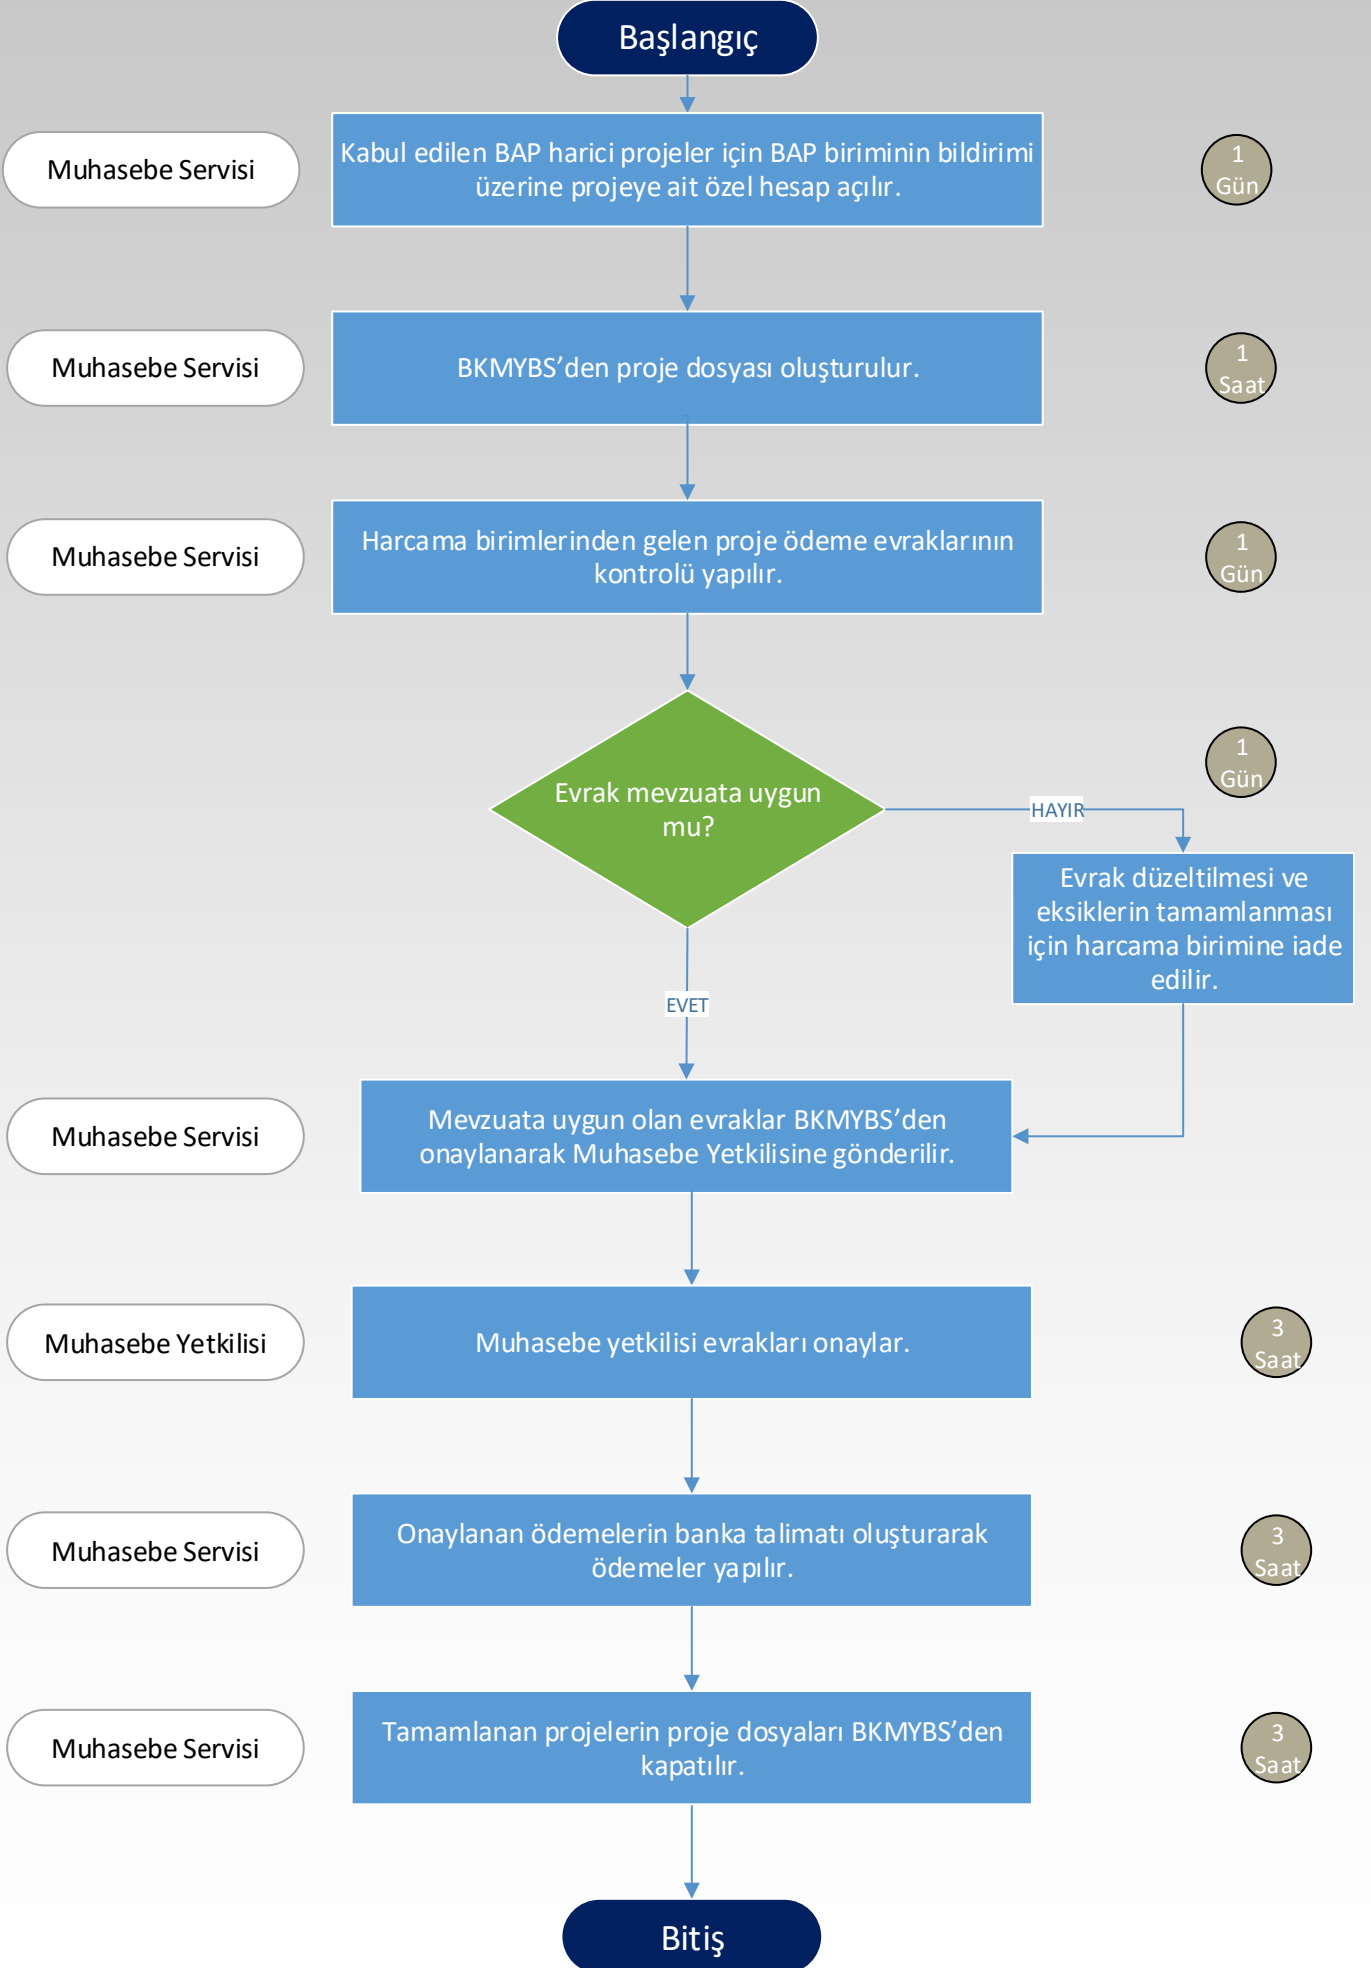 Başlangıç
Muhasebe Servisi
Kabul edilen BAP harici projeler için BAP biriminin bildirimi
üzerine projeye ait özel hesap açılır.
1
Gün
Muhasebe Servisi
BKMYBS’den proje dosyası oluşturulur.
1
Saat
Muhasebe Servisi
Harcama birimlerinden gelen proje ödeme evraklarının
kontrolü yapılır.
1
Gün
1
Gün
Evrak mevzuata uygun
mu?
HAYIR
Evrak düzeltilmesi ve
eksiklerin tamamlanması
için harcama birimine iade
edilir.
EVET
Muhasebe Servisi
Mevzuata uygun olan evraklar BKMYBS’den
onaylanarak Muhasebe Yetkilisine gönderilir.
Muhasebe Yetkilisi
Muhasebe yetkilisi evrakları onaylar.
3
Saat
Muhasebe Servisi
Onaylanan ödemelerin banka talimatı oluşturarak
ödemeler yapılır.
3
Saat
Muhasebe Servisi
Tamamlanan projelerin proje dosyaları BKMYBS’den
kapatılır.
3
Saat
Bitiş